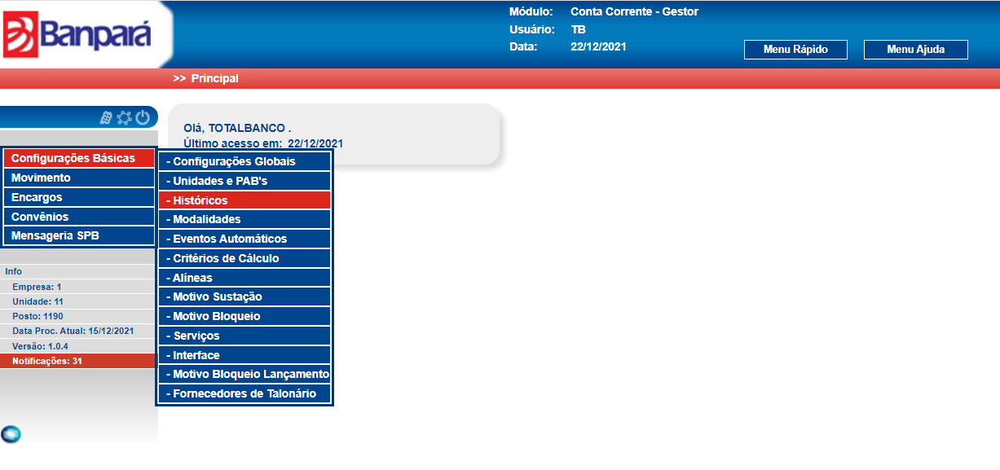 Banpará
Módulo: Conta Corrente - Gestor
Usuário: TB
Data: 22/12/2021
Menu Rápido
Menu Ajuda
>> Principal
Olá, TOTALBANCO .
Último acesso em: 22/12/2021
Configurações Básicas
Movimento
Encargos
Convênios
Mensageria SPB
- Configurações Globais
- Unidades e PAB's
- Históricos
- Modalidades
- Eventos Automáticos
- Critérios de Cálculo
- Alíneas
- Motivo Sustação
- Motivo Bloqueio
- Serviços
- Interface
- Motivo Bloqueio Lançamento
- Fornecedores de Talonário
Info
Empresa: 1
Unidade: 11
Posto: 1190
Data Proc. Atual: 15/12/2021
Versão: 1.0.4
Notificações: 31